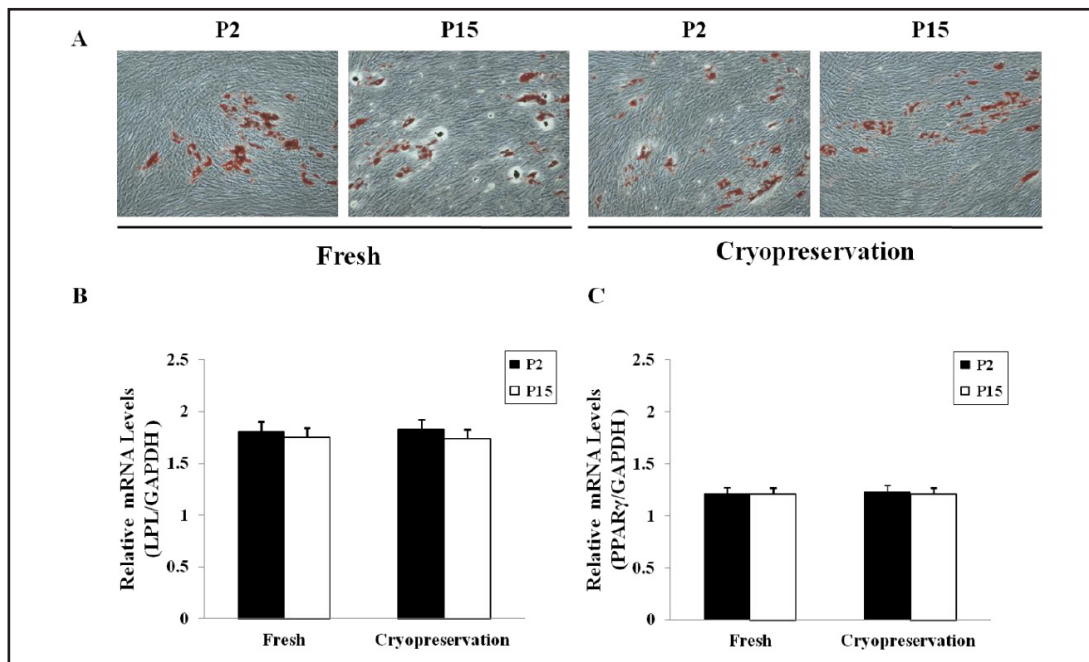 A
P2
P15
P2
P15
Fresh
Cryopreservation
B
Relative mRNA Levels
(LPL/GAPDH)
2.5
2
1.5
1
0.5
0
P2
P15
Fresh
Cryopreservation
C
Relative mRNA Levels
(PPARγ/GAPDH)
2.5
2
1.5
1
0.5
0
P2
P15
Fresh
Cryopreservation